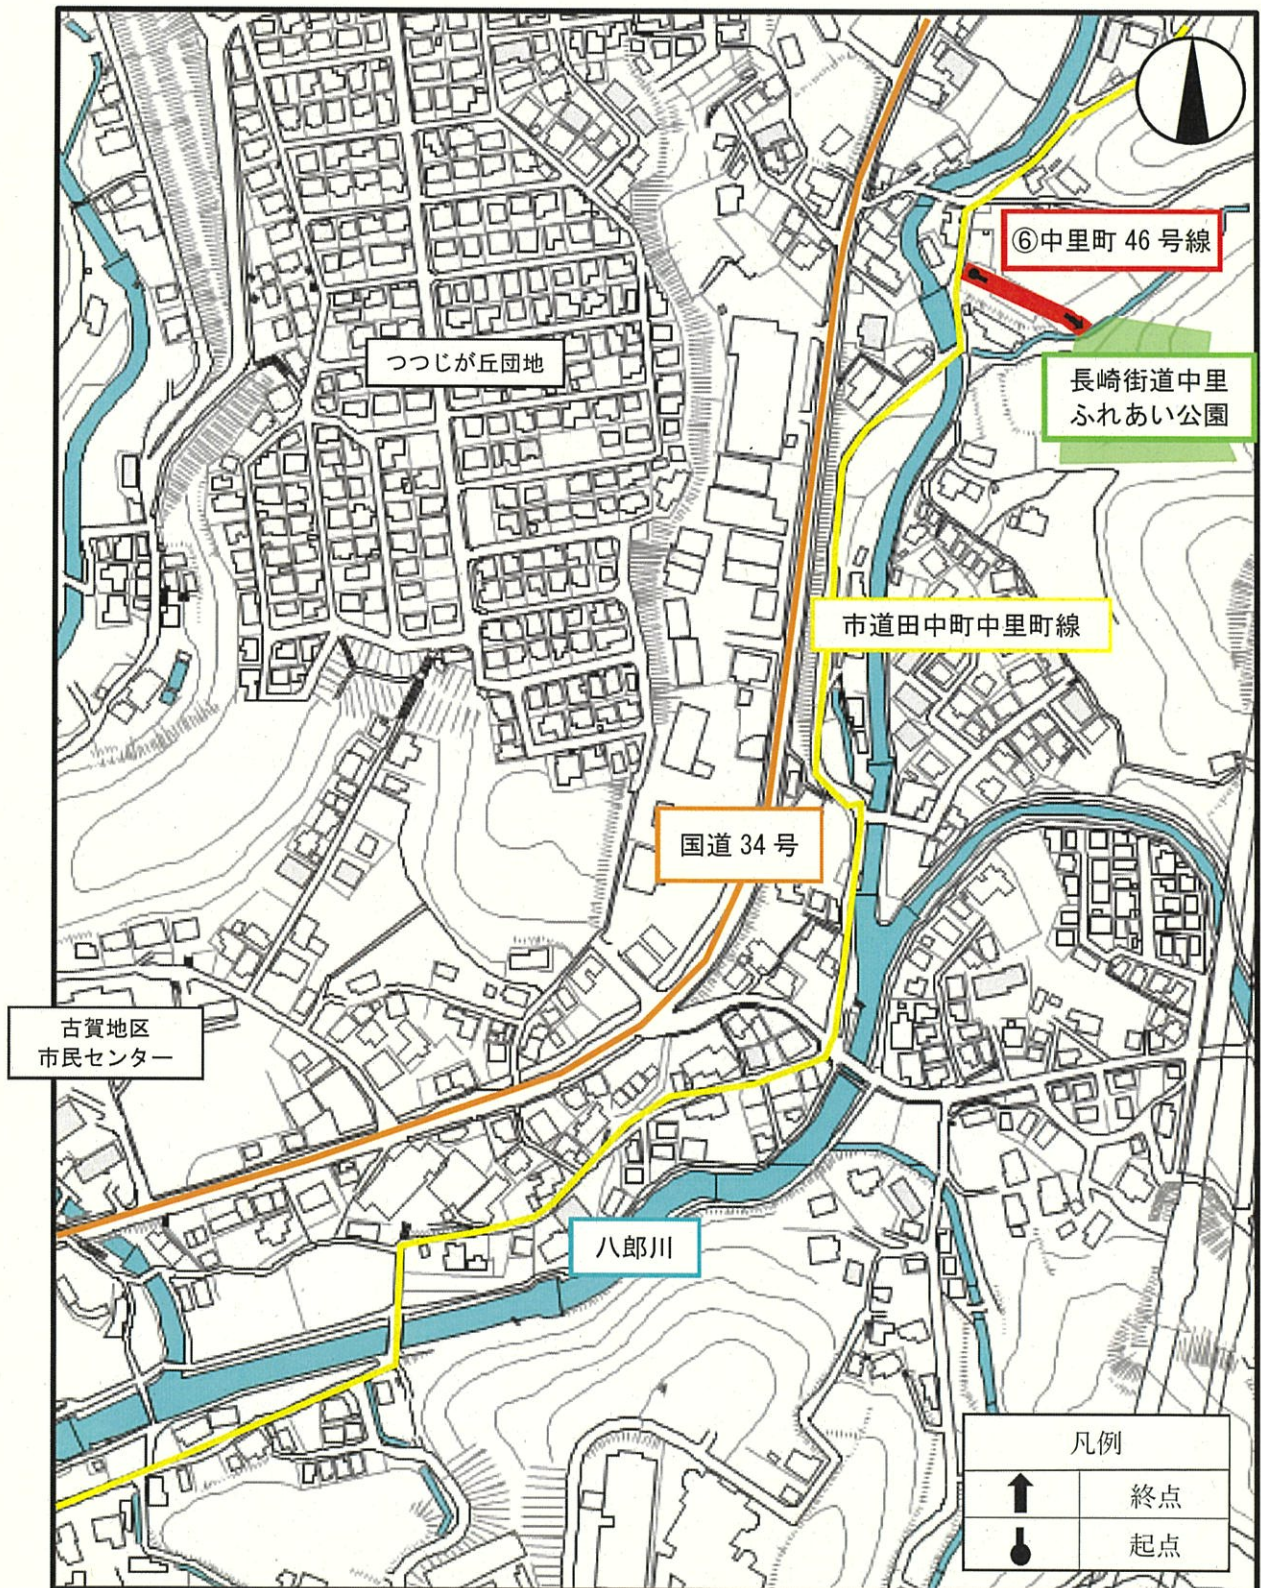 ⑥中里町 46 号線
つつじが丘団地
長崎街道中里
ふれあい公園
市道田中町中里町線
国道 34 号
古賀地区
市民センター
八郎川
凡例
終点
起点